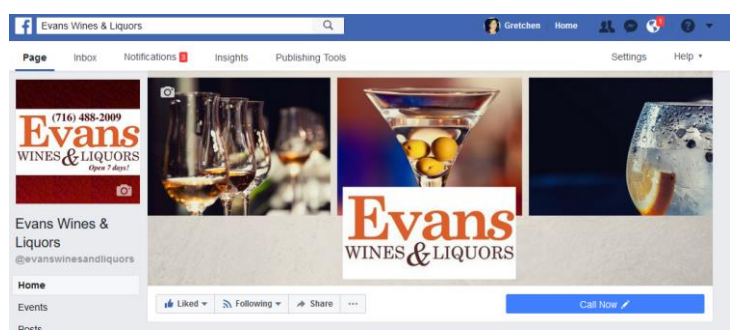 Evans Wines & Liquors
Gretchen Home
Page Inbox Notifications 3 Insights Publishing Tools Settings Help
(716) 488-2009
Evans
WINES & LIQUORS
Open 7 days!
Evans
WINES & LIQUORS
Evans Wines &
Liquors
@evanswinesandliquors
Home
Liked Following Share ... Call Now
Events
Posts